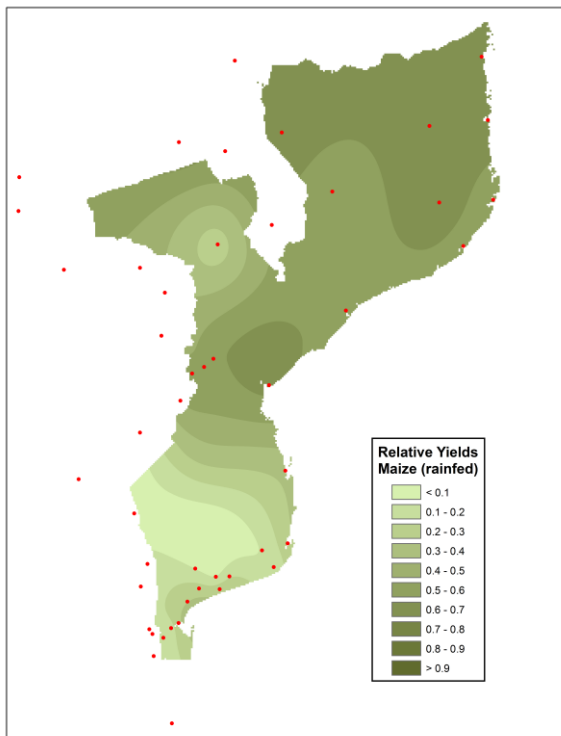 Relative Yields
Maize (rainfed)
< 0.1
0.1 - 0.2
0.2 - 0.3
0.3 - 0.4
0.4 - 0.5
0.5 - 0.6
0.6 - 0.7
0.7 - 0.8
0.8 - 0.9
> 0.9